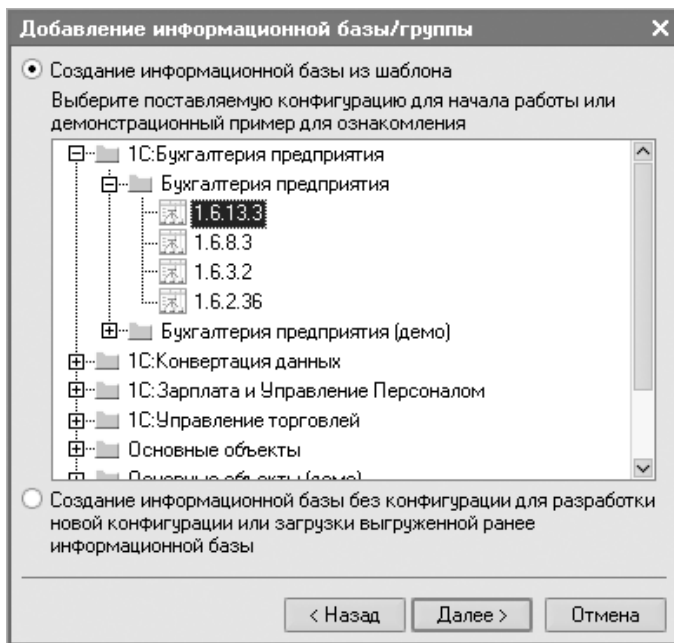 Добавление информационной базы/группы
Создание информационной базы из шаблона
Выберите поставляемую конфигурацию для начала работы или
демонстрационный пример для ознакомления
1С:Бухгалтерия предприятия
Бухгалтерия предприятия
1.6.13.3
1.6.8.3
1.6.3.2
1.6.2.36
Бухгалтерия предприятия (демо)
1С:Конвертация данных
1С:Зарплата и Управление Персоналом
1С:Управление торговлей
Основные объекты
Основные объекты (демо)
Создание информационной базы без конфигурации для разработки
новой конфигурации или загрузки выгруженной ранее
информационной базы
< Назад Далее > Отмена